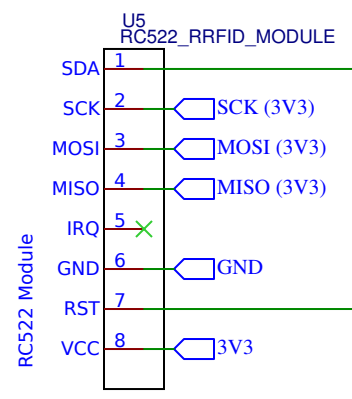 U5
RC522_RRFID_MODULE
SDA 1
SCK 2 SCK (3V3)
MOSI 3 MOSI (3V3)
MISO 4 MISO (3V3)
IRQ 5
GND 6 GND
RST 7
VCC 8 3V3
RC522 Module